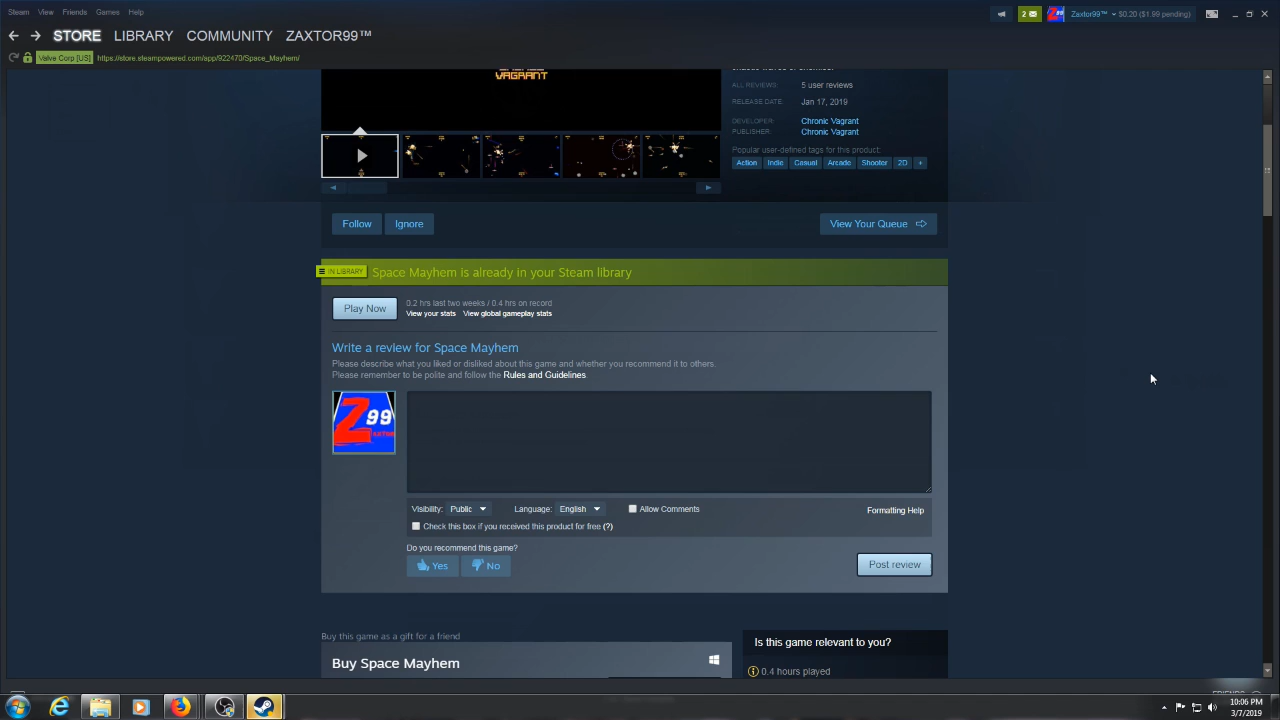 Steam View Friends Games Help
2 Zaxtor99™ $0.20 ($1.99 pending)
STORE LIBRARY COMMUNITY ZAXTOR99™
Valve Corp [US] https://store.steampowered.com/app/922470/Space_Mayhem/
VAGRANT
ALL REVIEWS: 5 user reviews
RELEASE DATE: Jan 17, 2019
DEVELOPER: Chronic Vagrant
PUBLISHER: Chronic Vagrant
Popular user-defined tags for this product:
Action Indie Casual Arcade Shooter 2D +
Follow Ignore View Your Queue
IN LIBRARY Space Mayhem is already in your Steam library
Play Now
0.2 hrs last two weeks / 0.4 hrs on record
View your stats View global gameplay stats
Write a review for Space Mayhem
Please describe what you liked or disliked about this game and whether you recommend it to others.
Please remember to be polite and follow the Rules and Guidelines.
Z 99
Visibility: Public Language: English Allow Comments Formatting Help
Check this box if you received this product for free (?)
Do you recommend this game?
Yes No Post review
Buy this game as a gift for a friend
Buy Space Mayhem
Is this game relevant to you?
0.4 hours played
10:06 PM
3/7/2019